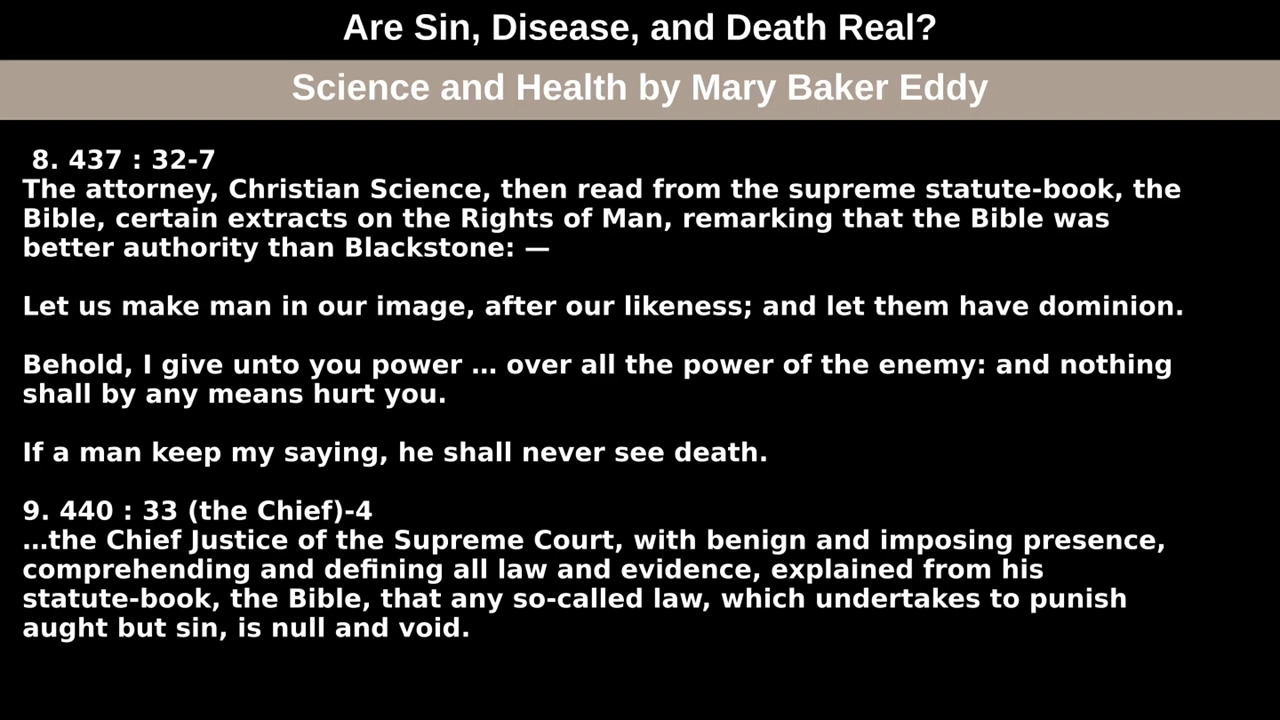 Are Sin, Disease, and Death Real?
Science and Health by Mary Baker Eddy
8. 437 : 32-7
The attorney, Christian Science, then read from the supreme statute-book, the
Bible, certain extracts on the Rights of Man, remarking that the Bible was
better authority than Blackstone: —
Let us make man in our image, after our likeness; and let them have dominion.
Behold, I give unto you power … over all the power of the enemy: and nothing
shall by any means hurt you.
If a man keep my saying, he shall never see death.
9. 440 : 33 (the Chief)-4
…the Chief Justice of the Supreme Court, with benign and imposing presence,
comprehending and defining all law and evidence, explained from his
statute-book, the Bible, that any so-called law, which undertakes to punish
aught but sin, is null and void.